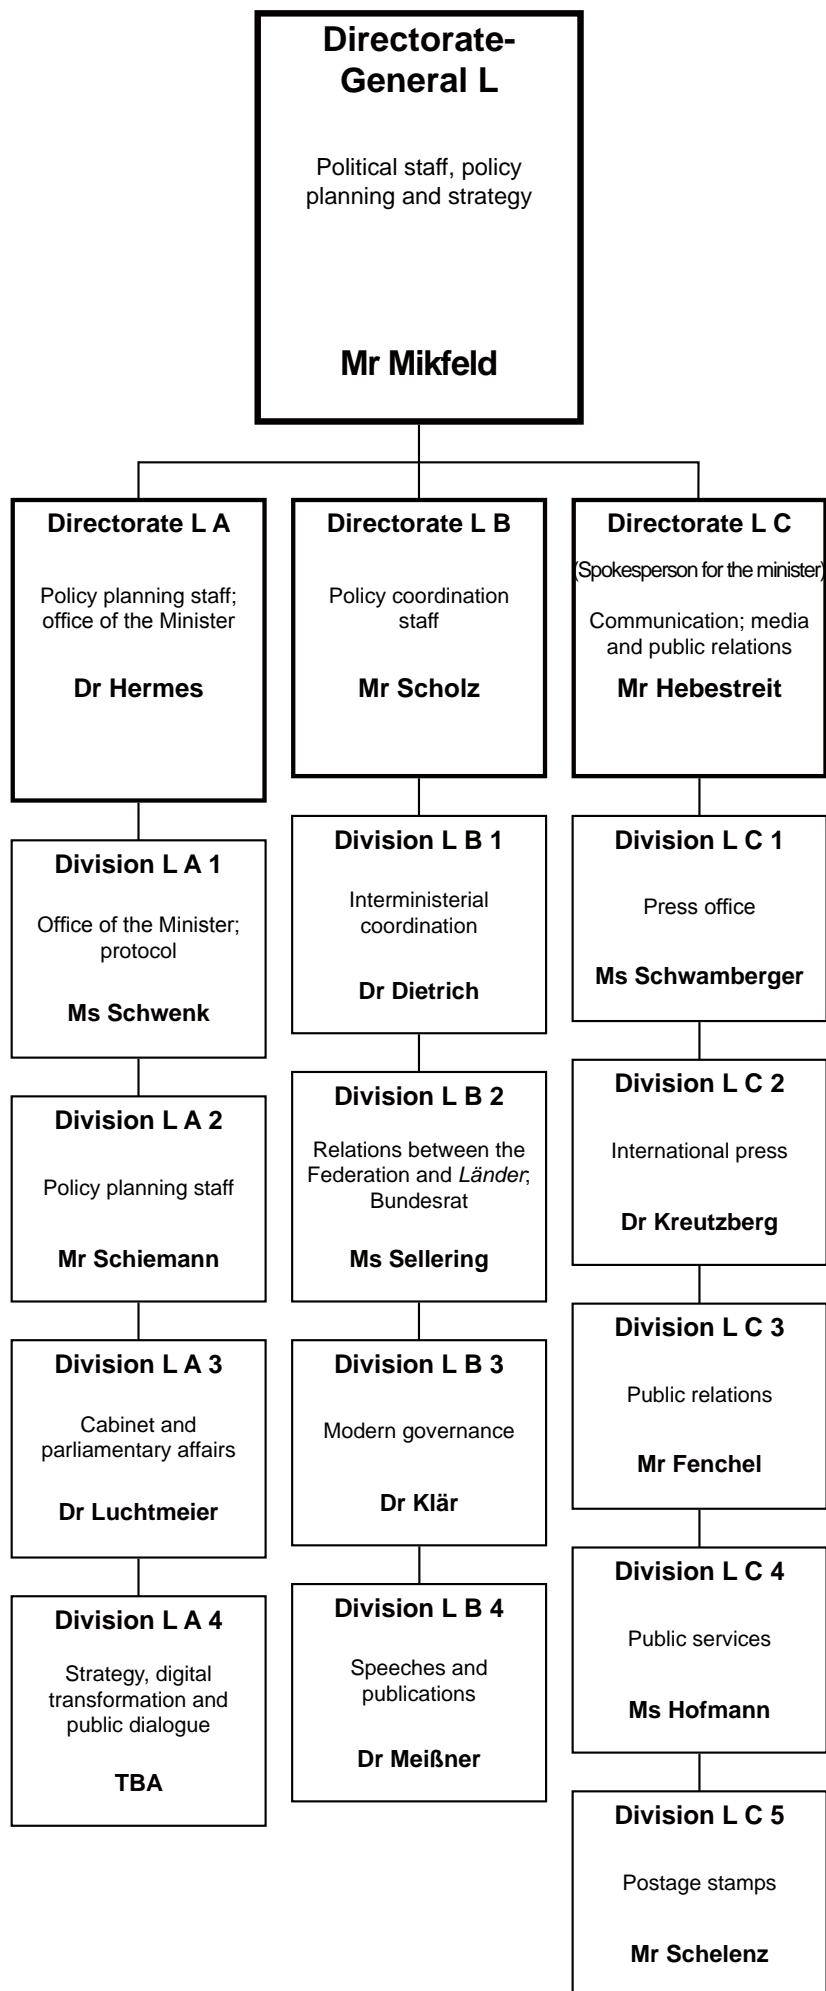 Directorate-
General L
Political staff, policy
planning and strategy
Mr Mikfeld
Directorate L A
Policy planning staff;
office of the Minister
Dr Hermes
Division L A 1
Office of the Minister;
protocol
Ms Schwenk
Division L A 2
Policy planning staff
Mr Schiemann
Division L A 3
Cabinet and
parliamentary affairs
Dr Luchtmeier
Division L A 4
Strategy, digital
transformation and
public dialogue
TBA
Directorate L B
Policy coordination
staff
Mr Scholz
Division L B 1
Interministerial
coordination
Dr Dietrich
Division L B 2
Relations between the
Federation and Länder;
Bundesrat
Ms Sellering
Division L B 3
Modern governance
Dr Klär
Division L B 4
Speeches and
publications
Dr Meißner
Directorate L C
(Spokesperson for the minister)
Communication; media
and public relations
Mr Hebestreit
Division L C 1
Press office
Ms Schwamberger
Division L C 2
International press
Dr Kreutzberg
Division L C 3
Public relations
Mr Fenchel
Division L C 4
Public services
Ms Hofmann
Division L C 5
Postage stamps
Mr Schelenz